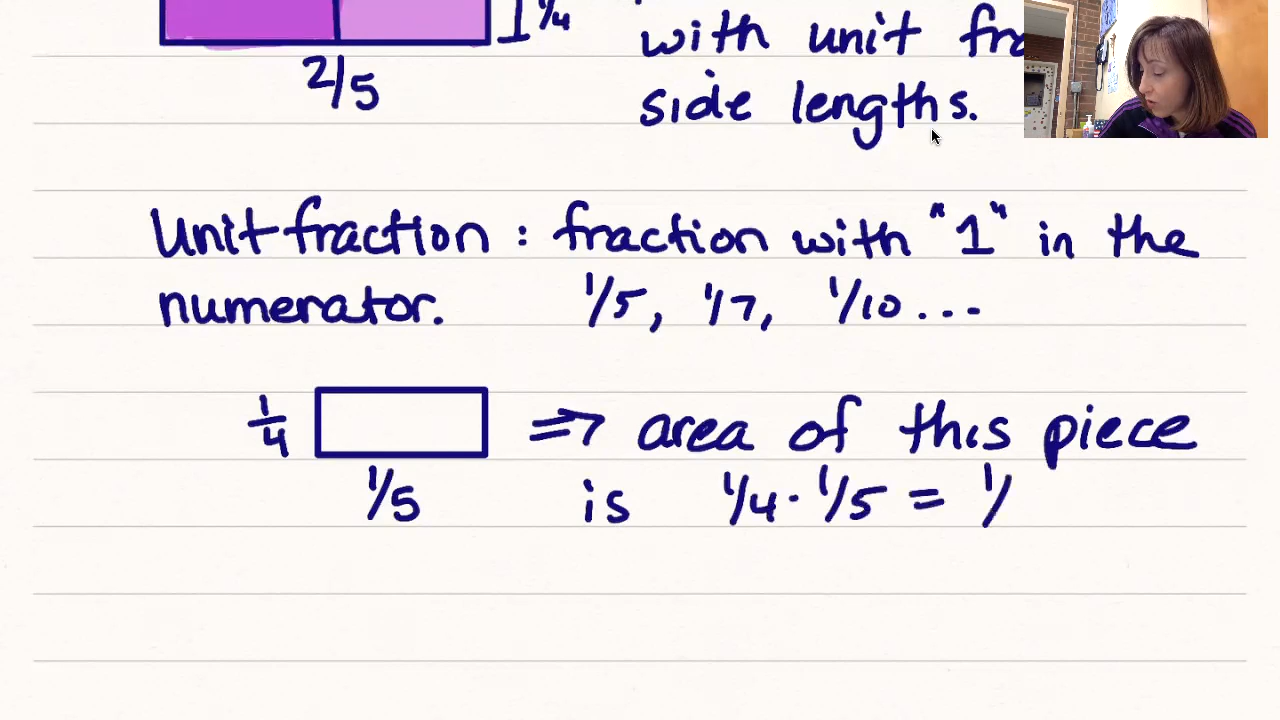 1 1/4
with unit
2/5
side lengths.
Unit fraction : fraction with "1" in the
numerator. 1/5, 1/7, 1/10...
1/4 => area of this piece
1/5 is 1/4 · 1/5 = 1/